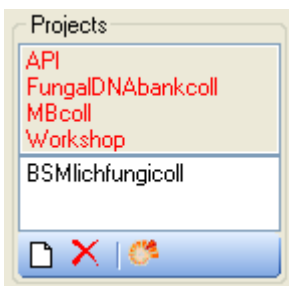 Projects
API
FungalDNAbankcoll
MBcoll
Workshop
BSMlichfungicoll